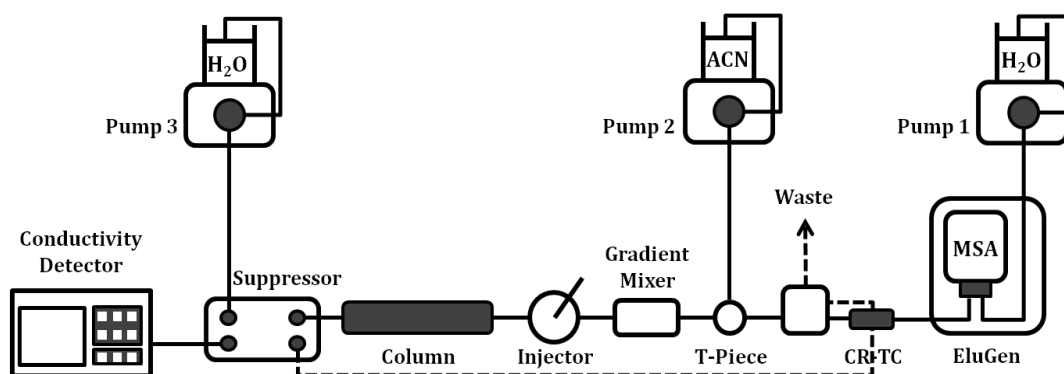 H₂O
ACN
H₂O
Pump 3
Pump 2
Pump 1
Waste
MSA
Conductivity
Detector
Suppressor
Gradient
Mixer
Column
Injector
T-Piece
CR-TC
EluGen